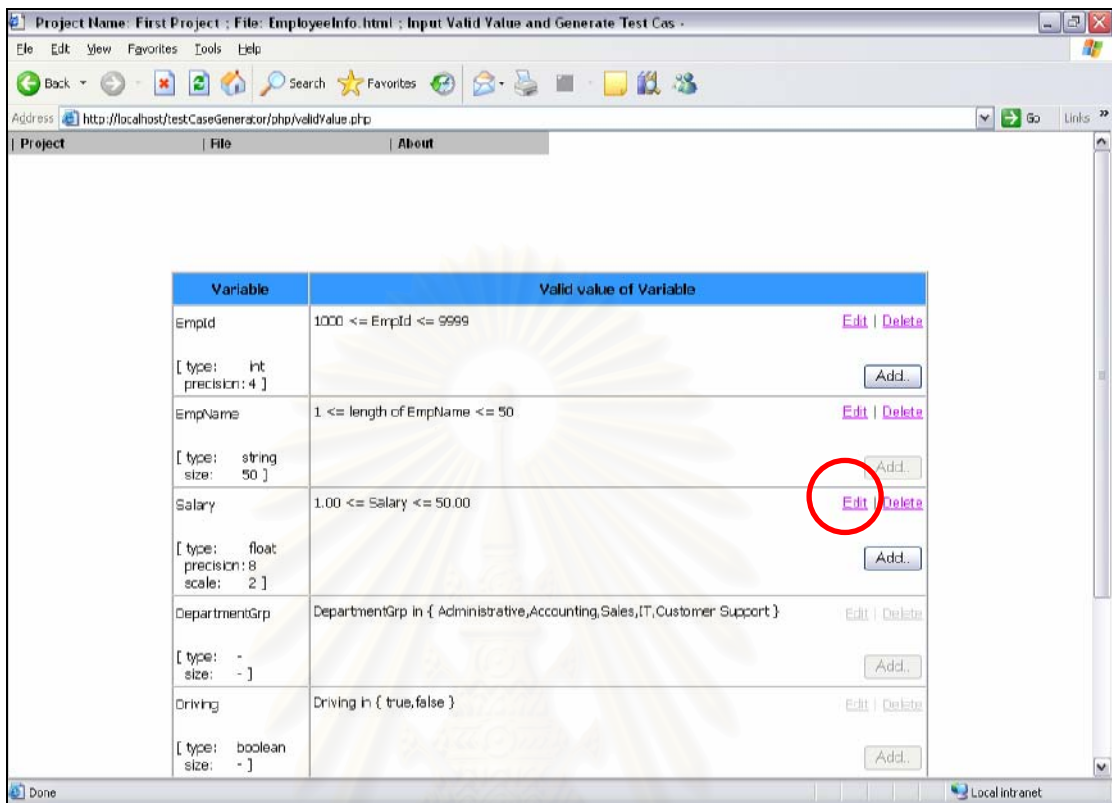 Project Name: First Project ; File: EmployeeInfo.html ; Input Valid Value and Generate Test Cas -
File Edit View Favorites Tools Help
Back Search Favorites
Address http://localhost/testCaseGenerator/php/validValue.php Go Links »
| Project | File | About
Variable Valid value of Variable
EmpId 1000 <= EmpId <= 9999 Edit | Delete
[ type: int
precision: 4 ] Add..
EmpName 1 <= length of EmpName <= 50 Edit | Delete
[ type: string
size: 50 ] Add..
Salary 1.00 <= Salary <= 50.00 Edit | Delete
[ type: float
precision: 8 Add..
scale: 2 ]
DepartmentGrp DepartmentGrp in { Administrative,Accounting,Sales,IT,Customer Support } Edit | Delete
[ type: -
size: - ] Add..
Driving Driving in { true,false } Edit | Delete
[ type: boolean
size: - ] Add..
Done Local intranet